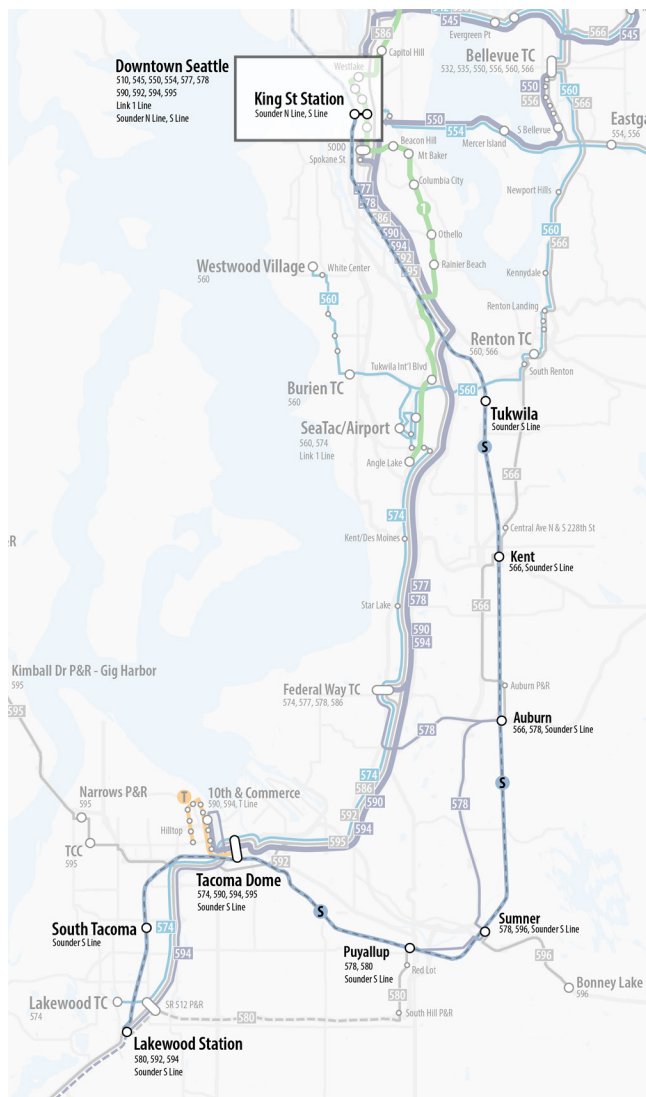 545
586
566
566
545
Evergreen Pt
Capitol Hill
Downtown Seattle
510, 545, 550, 554, 577, 578
590, 592, 594, 595
Link 1 Line
Sounder N Line, S Line
Westlake
King St Station
Sounder N Line, S Line
Bellevue TC
532, 535, 550, 556, 560, 566
560
566
550
556
Eastga
554, 556
S Bellevue
550
554
Mercer Island
SODO
Spokane St
Beacon Hill
Mt Baker
Columbia City
577
578
1
586
590
594
592
595
Othello
Rainier Beach
Newport Hills
560
566
Kennydale
Westwood Village
560
White Center
560
Renton Landing
Renton TC
560, 566
South Renton
Tukwila Int'l Blvd
Burien TC
560
560
Tukwila
Sounder S Line
SeaTac/Airport
560, 574
Link 1 Line
Angle Lake
S
566
574
Central Ave N & S 228th St
Kent/Des Moines
R
Kent
566, Sounder S Line
577
578
Star Lake
566
590
594
Kimball Dr P&R - Gig Harbor
595
595
Federal Way TC
574, 577, 578, 586
Auburn P&R
Auburn
566, 578, Sounder S Line
578
574
586
590
592
594
595
S
578
Narrows P&R
595
T
10th & Commerce
590, 594, T Line
Hilltop
TCC
595
592
Tacoma Dome
574, 590, 594, 595
Sounder S Line
S
South Tacoma
Sounder S Line
574
594
Sumner
578, 596, Sounder S Line
Puyallup
578, 580
Sounder S Line
Red Lot
596
Bonney Lake
596
Lakewood TC
574
SR 512 P&R
580
580
South Hill P&R
Lakewood Station
580, 592, 594
Sounder S Line